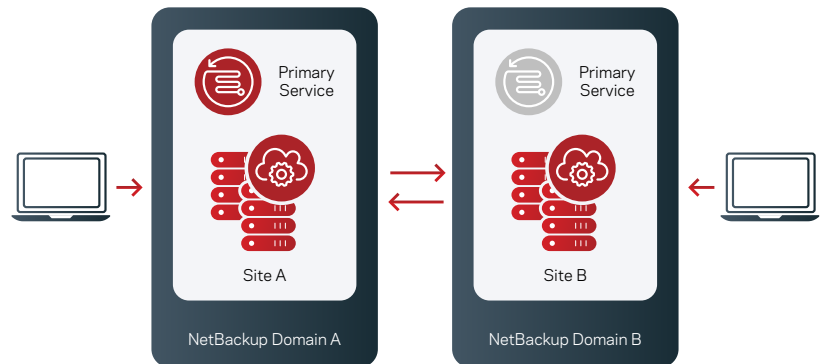 Primary
Service
Site A
NetBackup Domain A
Primary
Service
Site B
NetBackup Domain B